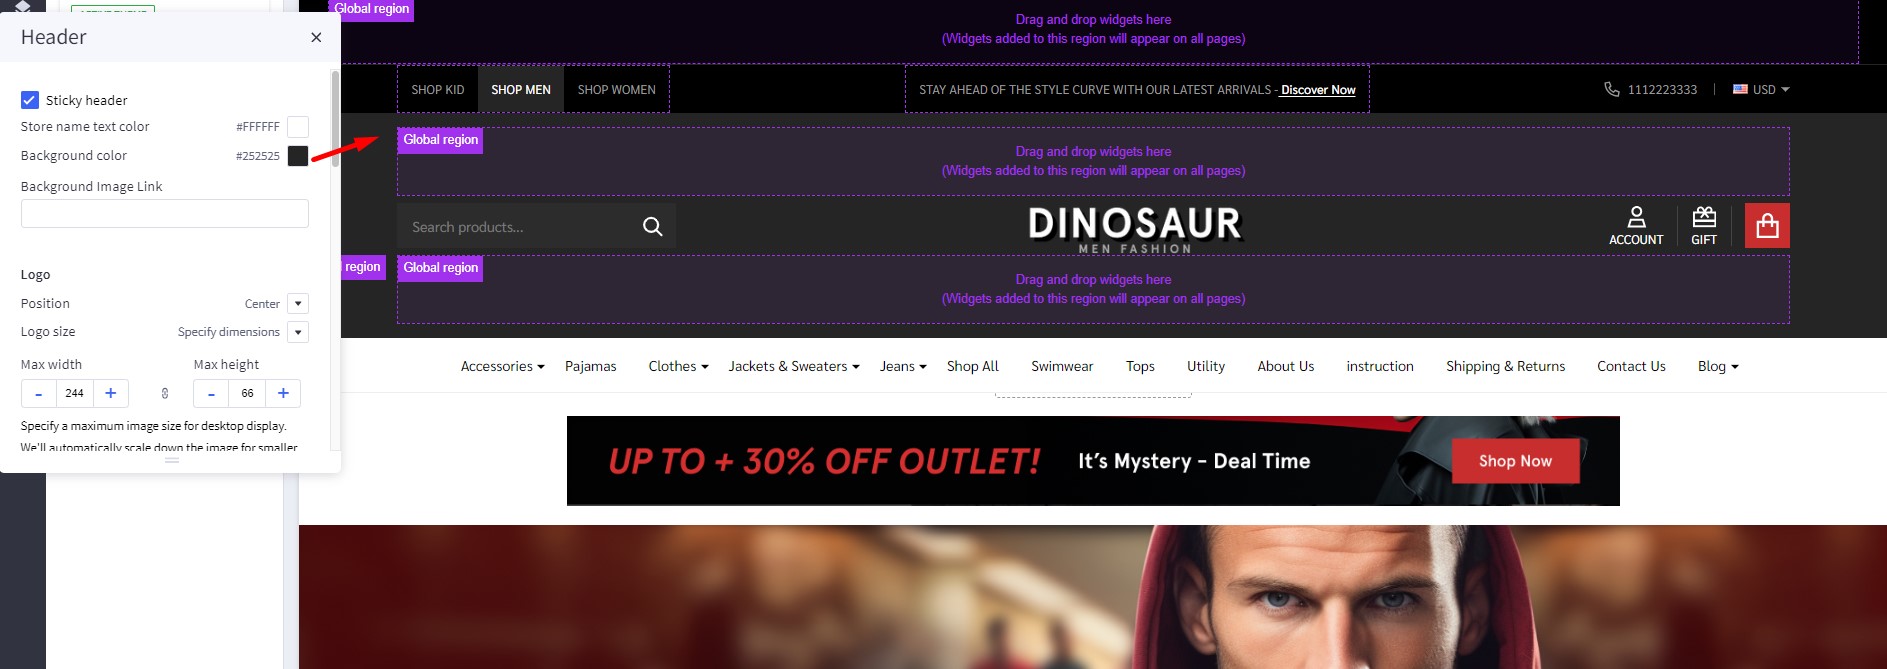 Global region
Drag and drop widgets here
(Widgets added to this region will appear on all pages)
Header
Sticky header
Store name text color #FFFFFF
Background color #252525
Background Image Link
Logo
Position Center
Logo size Specify dimensions
Max width Max height
- 244 + - 66 +
Specify a maximum image size for desktop display.
We'll automatically scale down the image for smaller
SHOP KID SHOP MEN SHOP WOMEN
STAY AHEAD OF THE STYLE CURVE WITH OUR LATEST ARRIVALS - Discover Now
1112223333 | USD
Global region
Drag and drop widgets here
(Widgets added to this region will appear on all pages)
Search products...
DINOSAUR
MEN FASHION
ACCOUNT
GIFT
region
Global region
Drag and drop widgets here
(Widgets added to this region will appear on all pages)
Accessories Pajamas Clothes Jackets & Sweaters Jeans Shop All Swimwear Tops Utility About Us instruction Shipping & Returns Contact Us Blog
UP TO + 30% OFF OUTLET!
It's Mystery - Deal Time
Shop Now